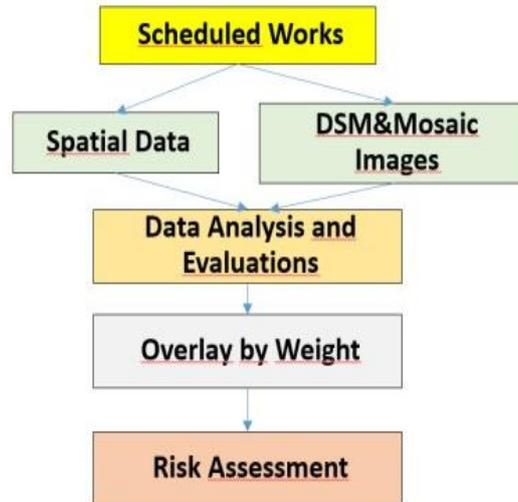 Scheduled Works
Spatial Data
DSM&Mosaic
Images
Data Analysis and
Evaluations
Overlay by Weight
Risk Assessment